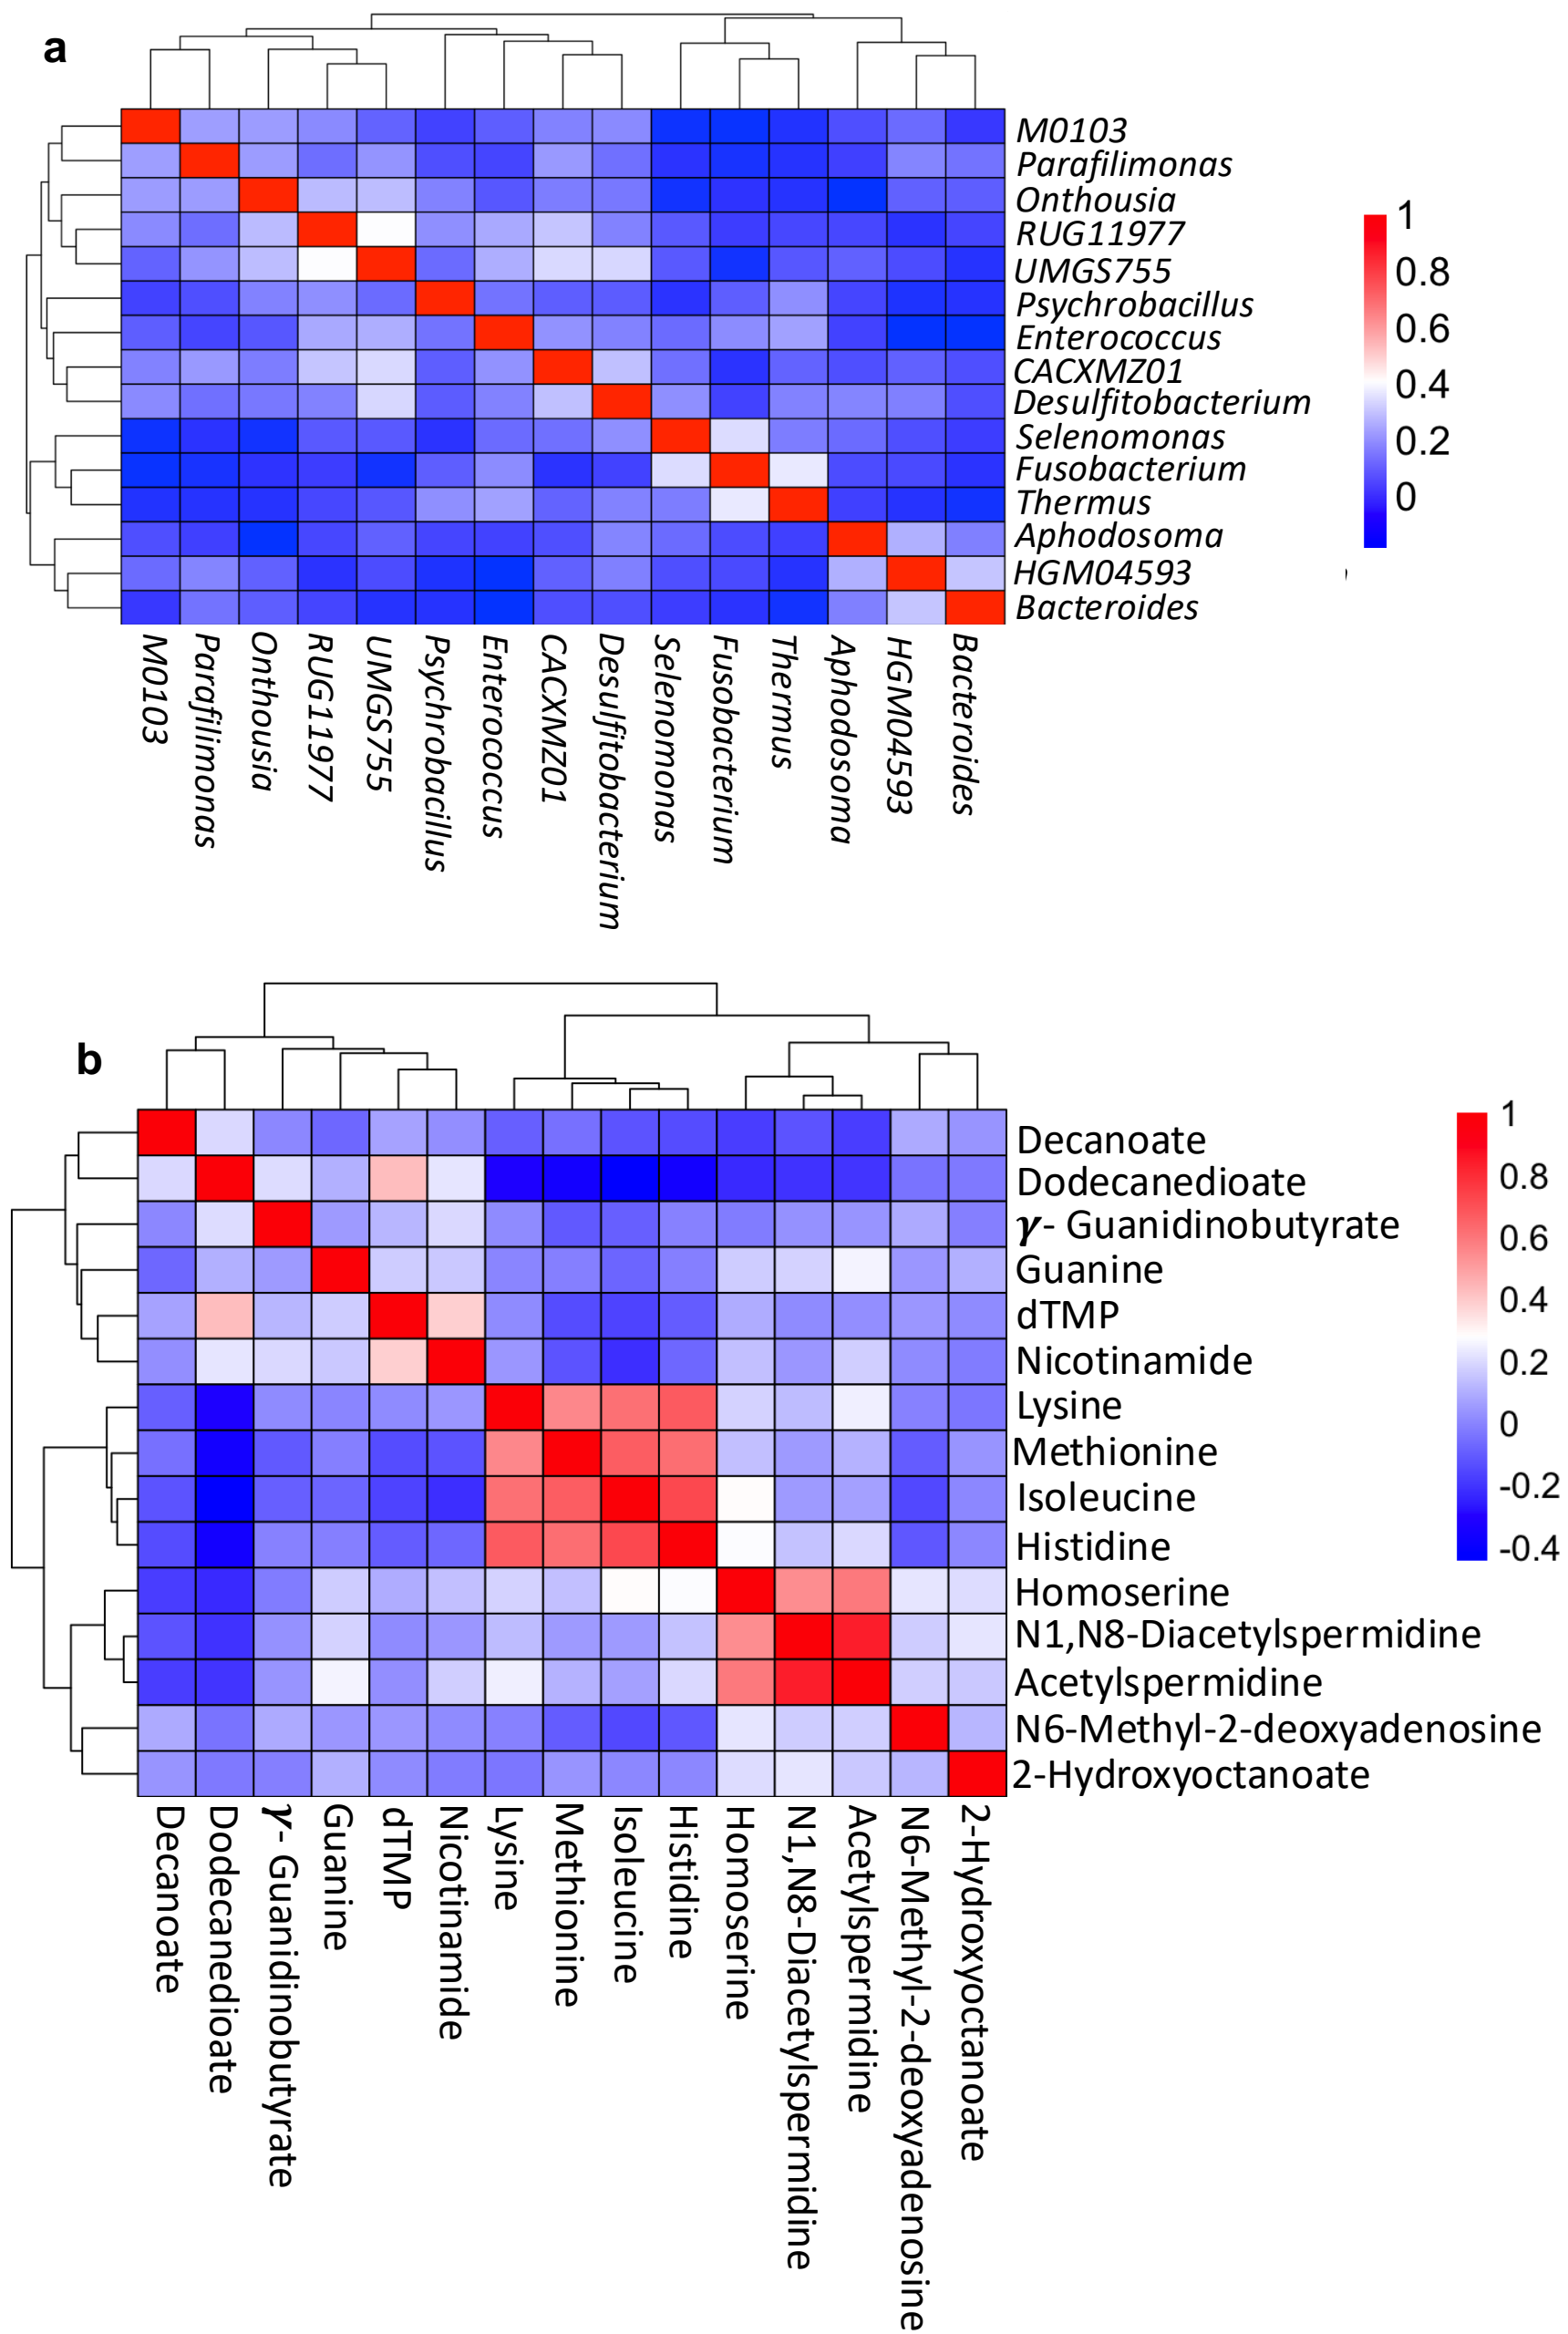 a
M0103
Parafilimonas
Onthousia
RUG11977
UMGS755
Psychrobacillus
Enterococcus
CACXMZ01
Desulfitobacterium
Selenomonas
Fusobacterium
Thermus
Aphodosoma
HGM04593
Bacteroides
1
0.8
0.6
0.4
0.2
0
,
M0103
Parafilimonas
Onthousia
RUG11977
UMGS755
Psychrobacillus
Enterococcus
CACXMZ01
Desulfitobacterium
Selenomonas
Fusobacterium
Thermus
Aphodosoma
HGM04593
Bacteroides
b
Decanoate
Dodecanedioate
γ- Guanidinobutyrate
Guanine
dTMP
Nicotinamide
Lysine
Methionine
Isoleucine
Histidine
Homoserine
N1,N8-Diacetylspermidine
Acetylspermidine
N6-Methyl-2-deoxyadenosine
2-Hydroxyoctanoate
1
0.8
0.6
0.4
0.2
0
-0.2
-0.4
Decanoate
Dodecanedioate
γ- Guanidinobutyrate
Guanine
dTMP
Nicotinamide
Lysine
Methionine
Isoleucine
Histidine
Homoserine
N1,N8-Diacetylspermidine
Acetylspermidine
N6-Methyl-2-deoxyadenosine
2-Hydroxyoctanoate